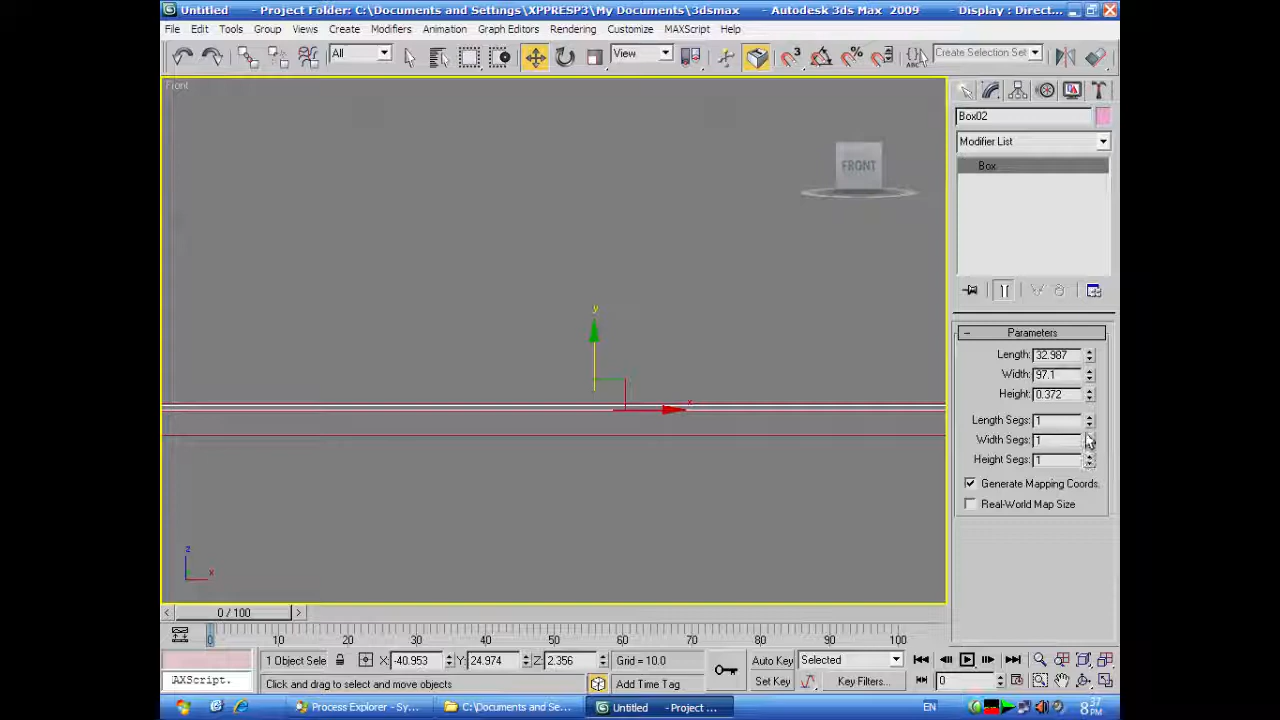 Untitled - Project Folder: C:\Documents and Settings\XPPRESP3\My Documents\3dsmax - Autodesk 3ds Max 2009 - Display : Direct...
File Edit Tools Group Views Create Modifiers Animation Graph Editors Rendering Customize MAXScript Help
All View 3 % ABC Create Selection Set
Front
Box02
Modifier List
FRONT
Box
y
Parameters
Length: 32.987
Width: 97.1
Height: 0.372
x
Length Segs: 1
Width Segs: 1
Height Segs: 1
Generate Mapping Coords.
Real-World Map Size
z
x
0 / 100
0 10 20 30 40 50 60 70 80 90 100
1 Object Sele X: -40.953 Y: 24.974 Z: 2.356 Grid = 10.0 Auto Key Selected
AXScript. Click and drag to select and move objects Add Time Tag Set Key Key Filters... 0
Process Explorer - Sy... C:\Documents and Se... Untitled - Project ... EN 8:37 PM